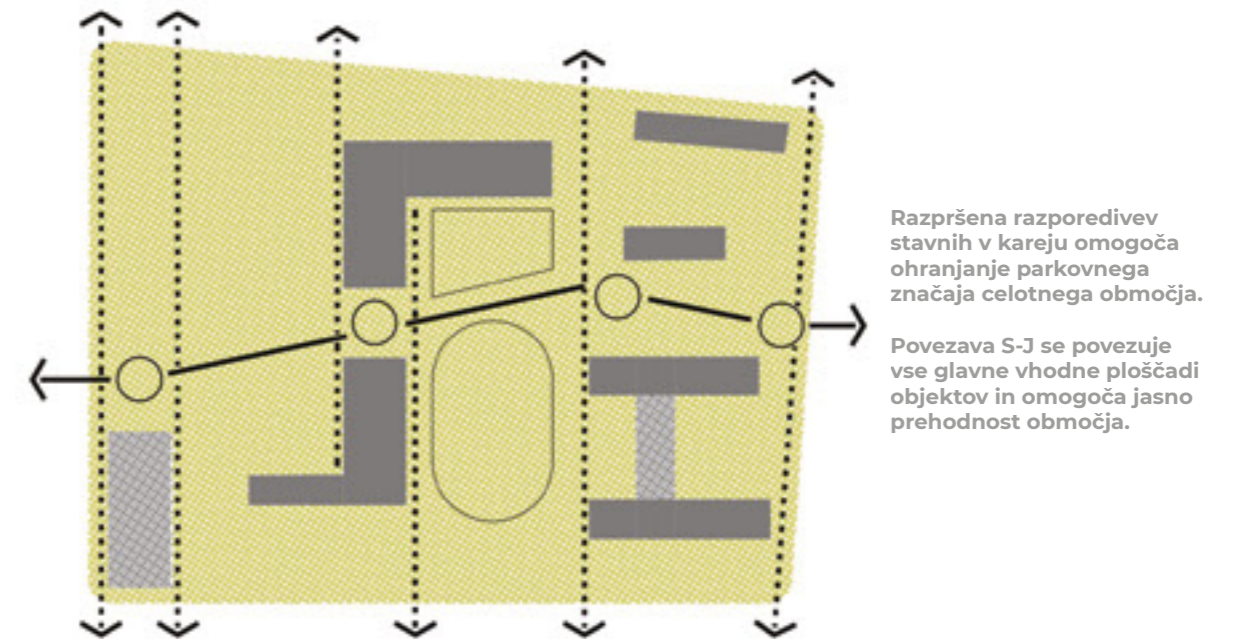 Razpršena razporedivev
stavnih v kareju omogoča
ohranjanje parkovnega
značaja celotnega območja.
Povezava S-J se povezuje
vse glavne vhodne ploščadi
objektov in omogoča jasno
prehodnost območja.